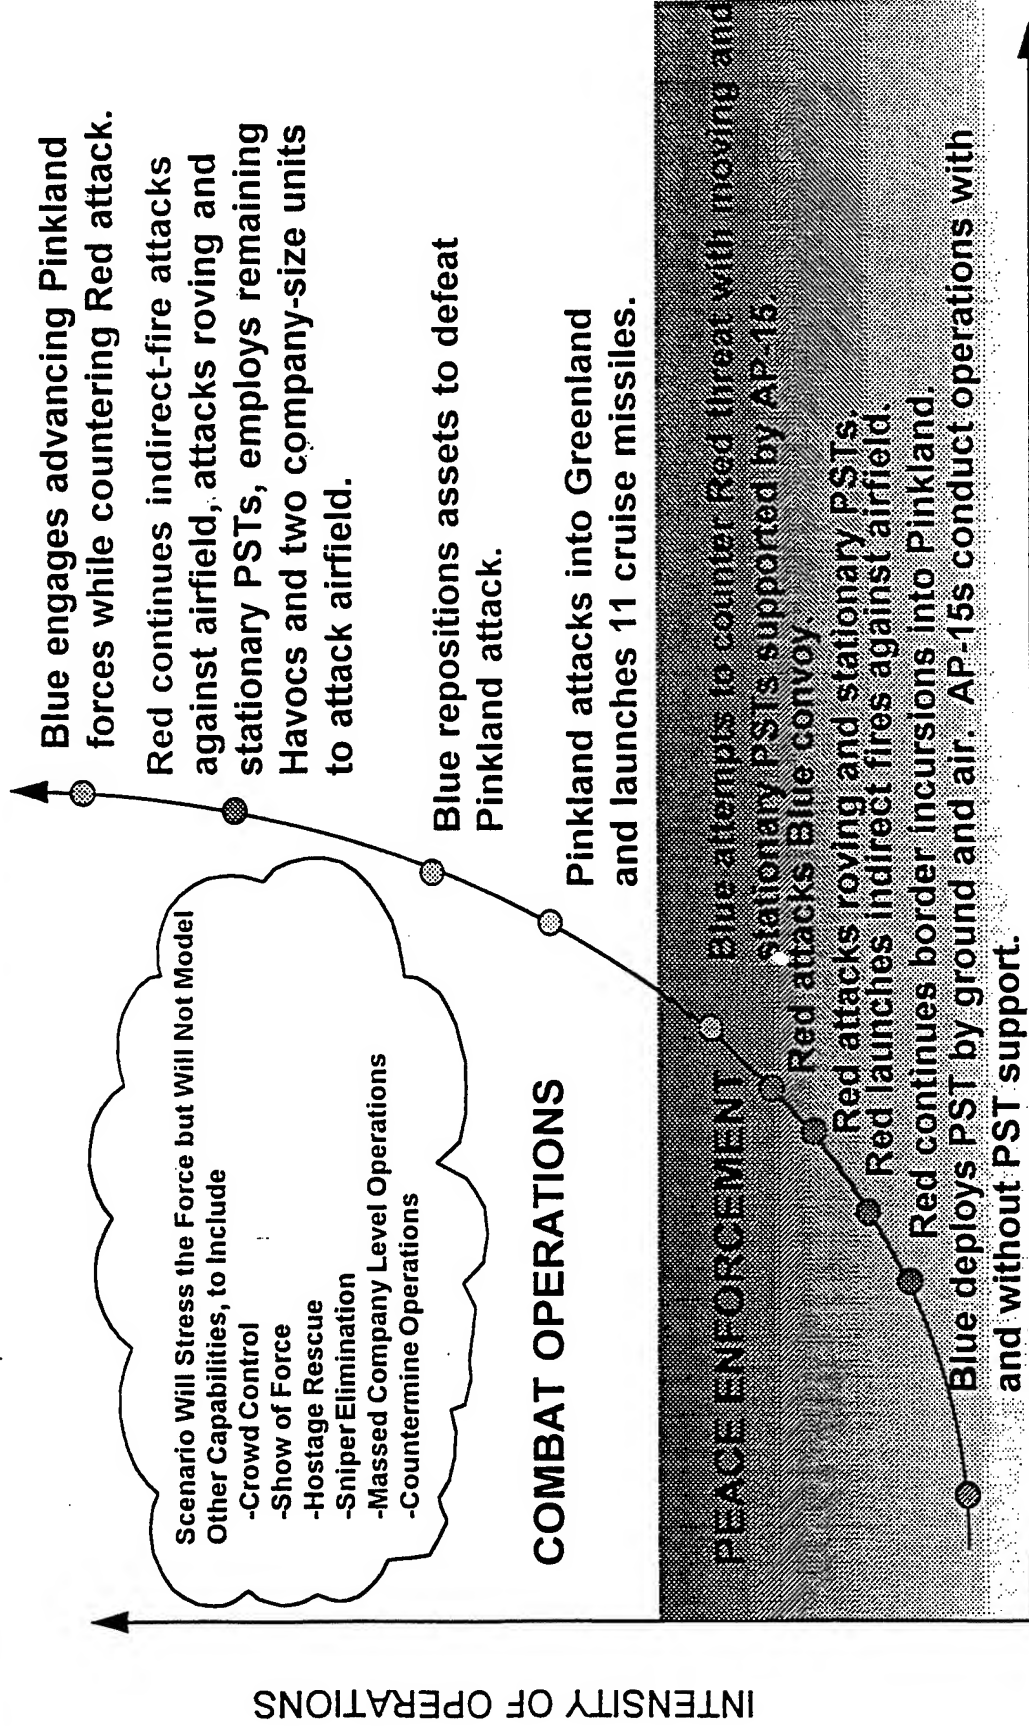 INTENSITY OF OPERATIONS
Scenario Will Stress the Force but Will Not Model
Other Capabilities, to Include
-Crowd Control
-Show of Force
-Hostage Rescue
-Sniper Elimination
-Massed Company Level Operations
-Countermine Operations
COMBAT OPERATIONS
PEACE ENFORCEMENT
Blue engages advancing Pinkland
forces while countering Red attack.
Red continues indirect-fire attacks
against airfield, attacks roving and
stationary PSTs, employs remaining
Havocs and two company-size units
to attack airfield.
Blue repositions assets to defeat
Pinkland attack.
Pinkland attacks into Greenland
and launches 11 cruise missiles.
Blue attempts to counter Red threat with moving and
stationary PSTs supported by AP-15.
Red attacks Blue convoy.
Red attacks roving and stationary PSTs.
Red launches indirect fires against airfield.
Red continues border incursions into Pinkland.
Blue deploys PST by ground and air. AP-15s conduct operations with
and without PST support.